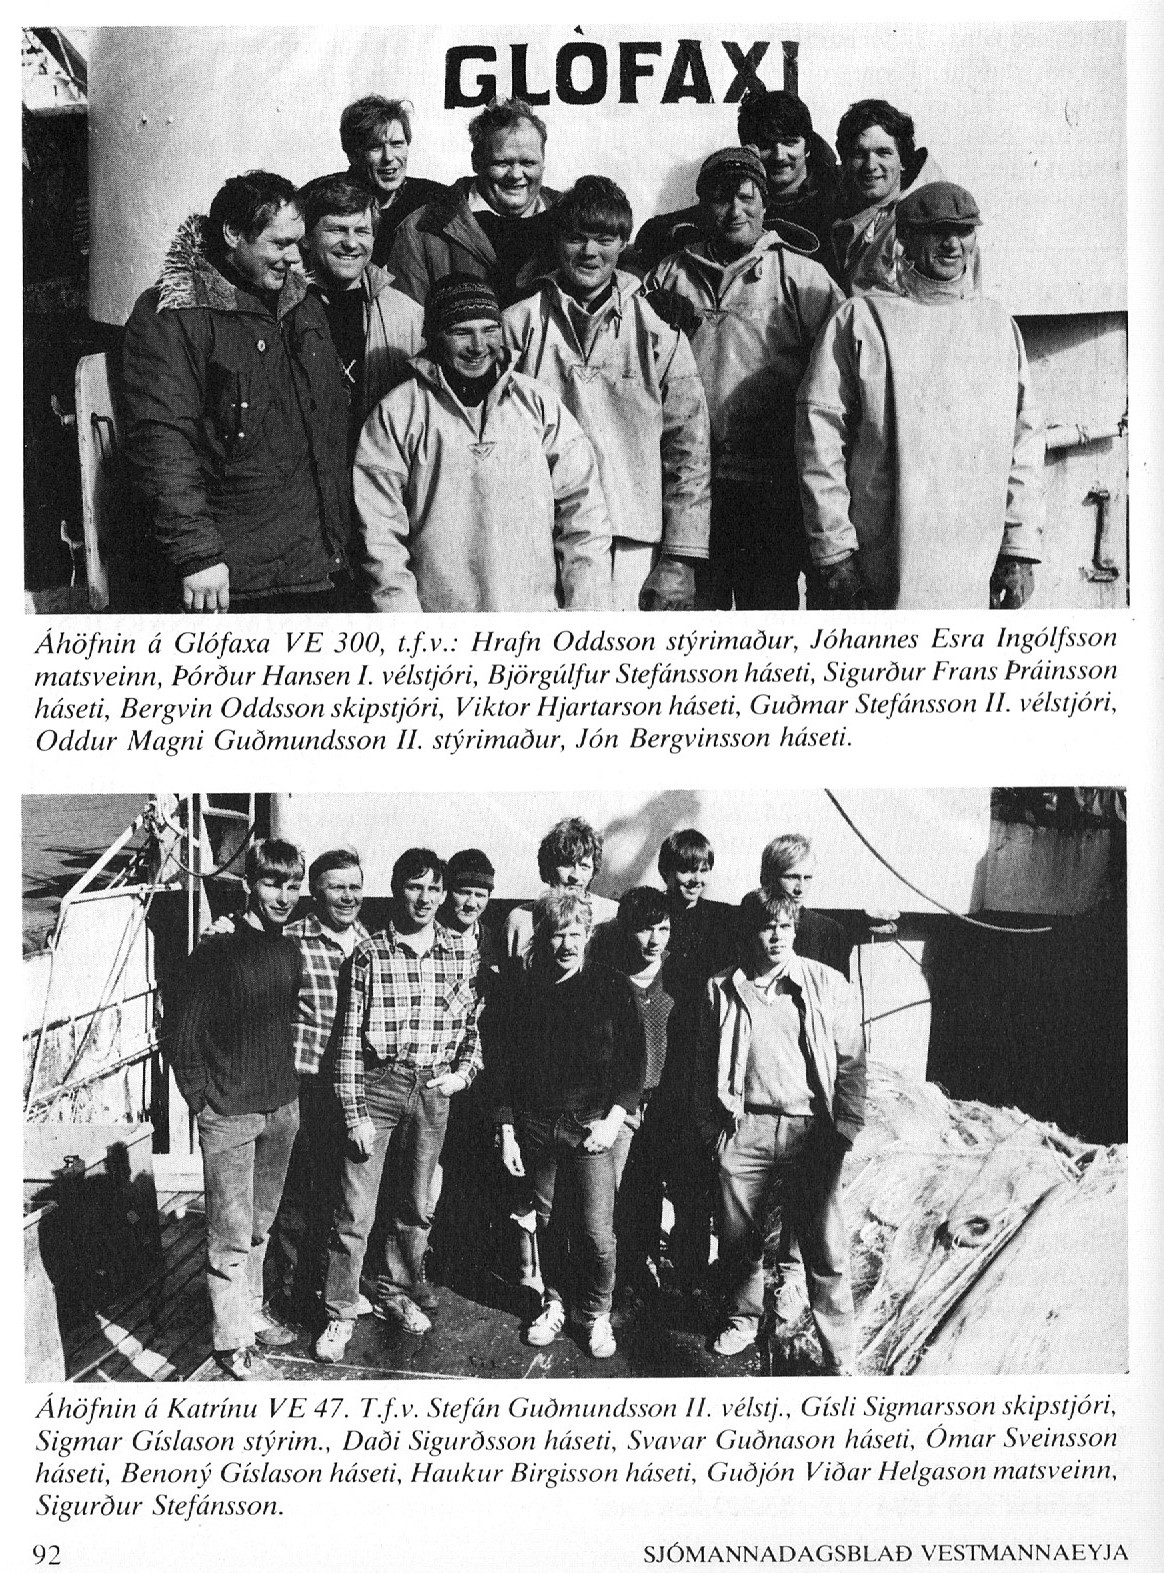 GLÓFAXI
Áhöfnin á Glófaxa VE 300, t.f.v.: Hrafn Oddsson stýrimaður, Jóhannes Esra Ingólfsson
matsveinn, Þórður Hansen I. vélstjóri, Björgúlfur Stefánsson háseti, Sigurður Frans Þráinsson
háseti, Bergvin Oddsson skipstjóri, Viktor Hjartarson háseti, Guðmar Stefánsson II. vélstjóri,
Oddur Magni Guðmundsson II. stýrimaður, Jón Bergvinsson háseti.
Áhöfnin á Katrínu VE 47. T.f.v. Stefán Guðmundsson II. vélstj., Gísli Sigmarsson skipstjóri,
Sigmar Gíslason stýrim., Daði Sigurðsson háseti, Svavar Guðnason háseti, Ómar Sveinsson
háseti, Benoný Gíslason háseti, Haukur Birgisson háseti, Guðjón Viðar Helgason matsveinn,
Sigurður Stefánsson.
92
SJÓMANNADAGSBLAÐ VESTMANNAEYJA